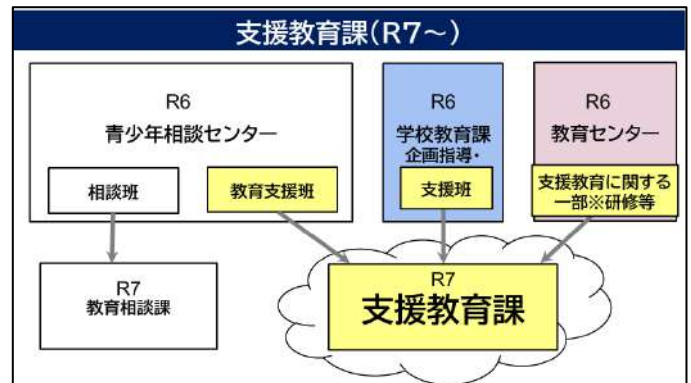 支援教育課(R7~)
R6
青少年相談センター
相談班
教育支援班
R6
学校教育課
企画指導・
支援班
R6
教育センター
支援教育に関する
一部※研修等
R7
教育相談課
R7
支援教育課